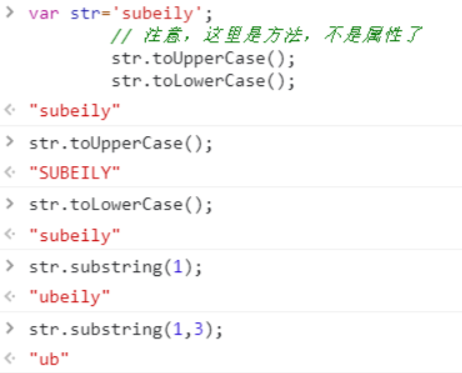 > var str='subeily';
// 注意，这里是方法，不是属性了
str.toUpperCase();
str.toLowerCase();
"subeily"
> str.toUpperCase();
"SUBEILY"
> str.toLowerCase();
"subeily"
> str.substring(1);
"ubeily"
> str.substring(1,3);
"ub"